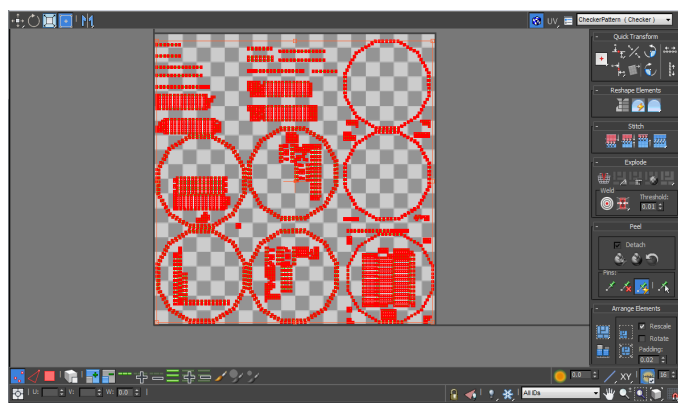 UV
CheckerPattern ( Checker )
- Quick Transform
- Reshape Elements
- Stitch
- Explode
Weld
Threshold:
0.01
- Peel
Detach
Pins:
- Arrange Elements
Rescale
Rotate
Padding:
0.02
0.0
XY
16
U:
V:
W: 0.0
All IDs